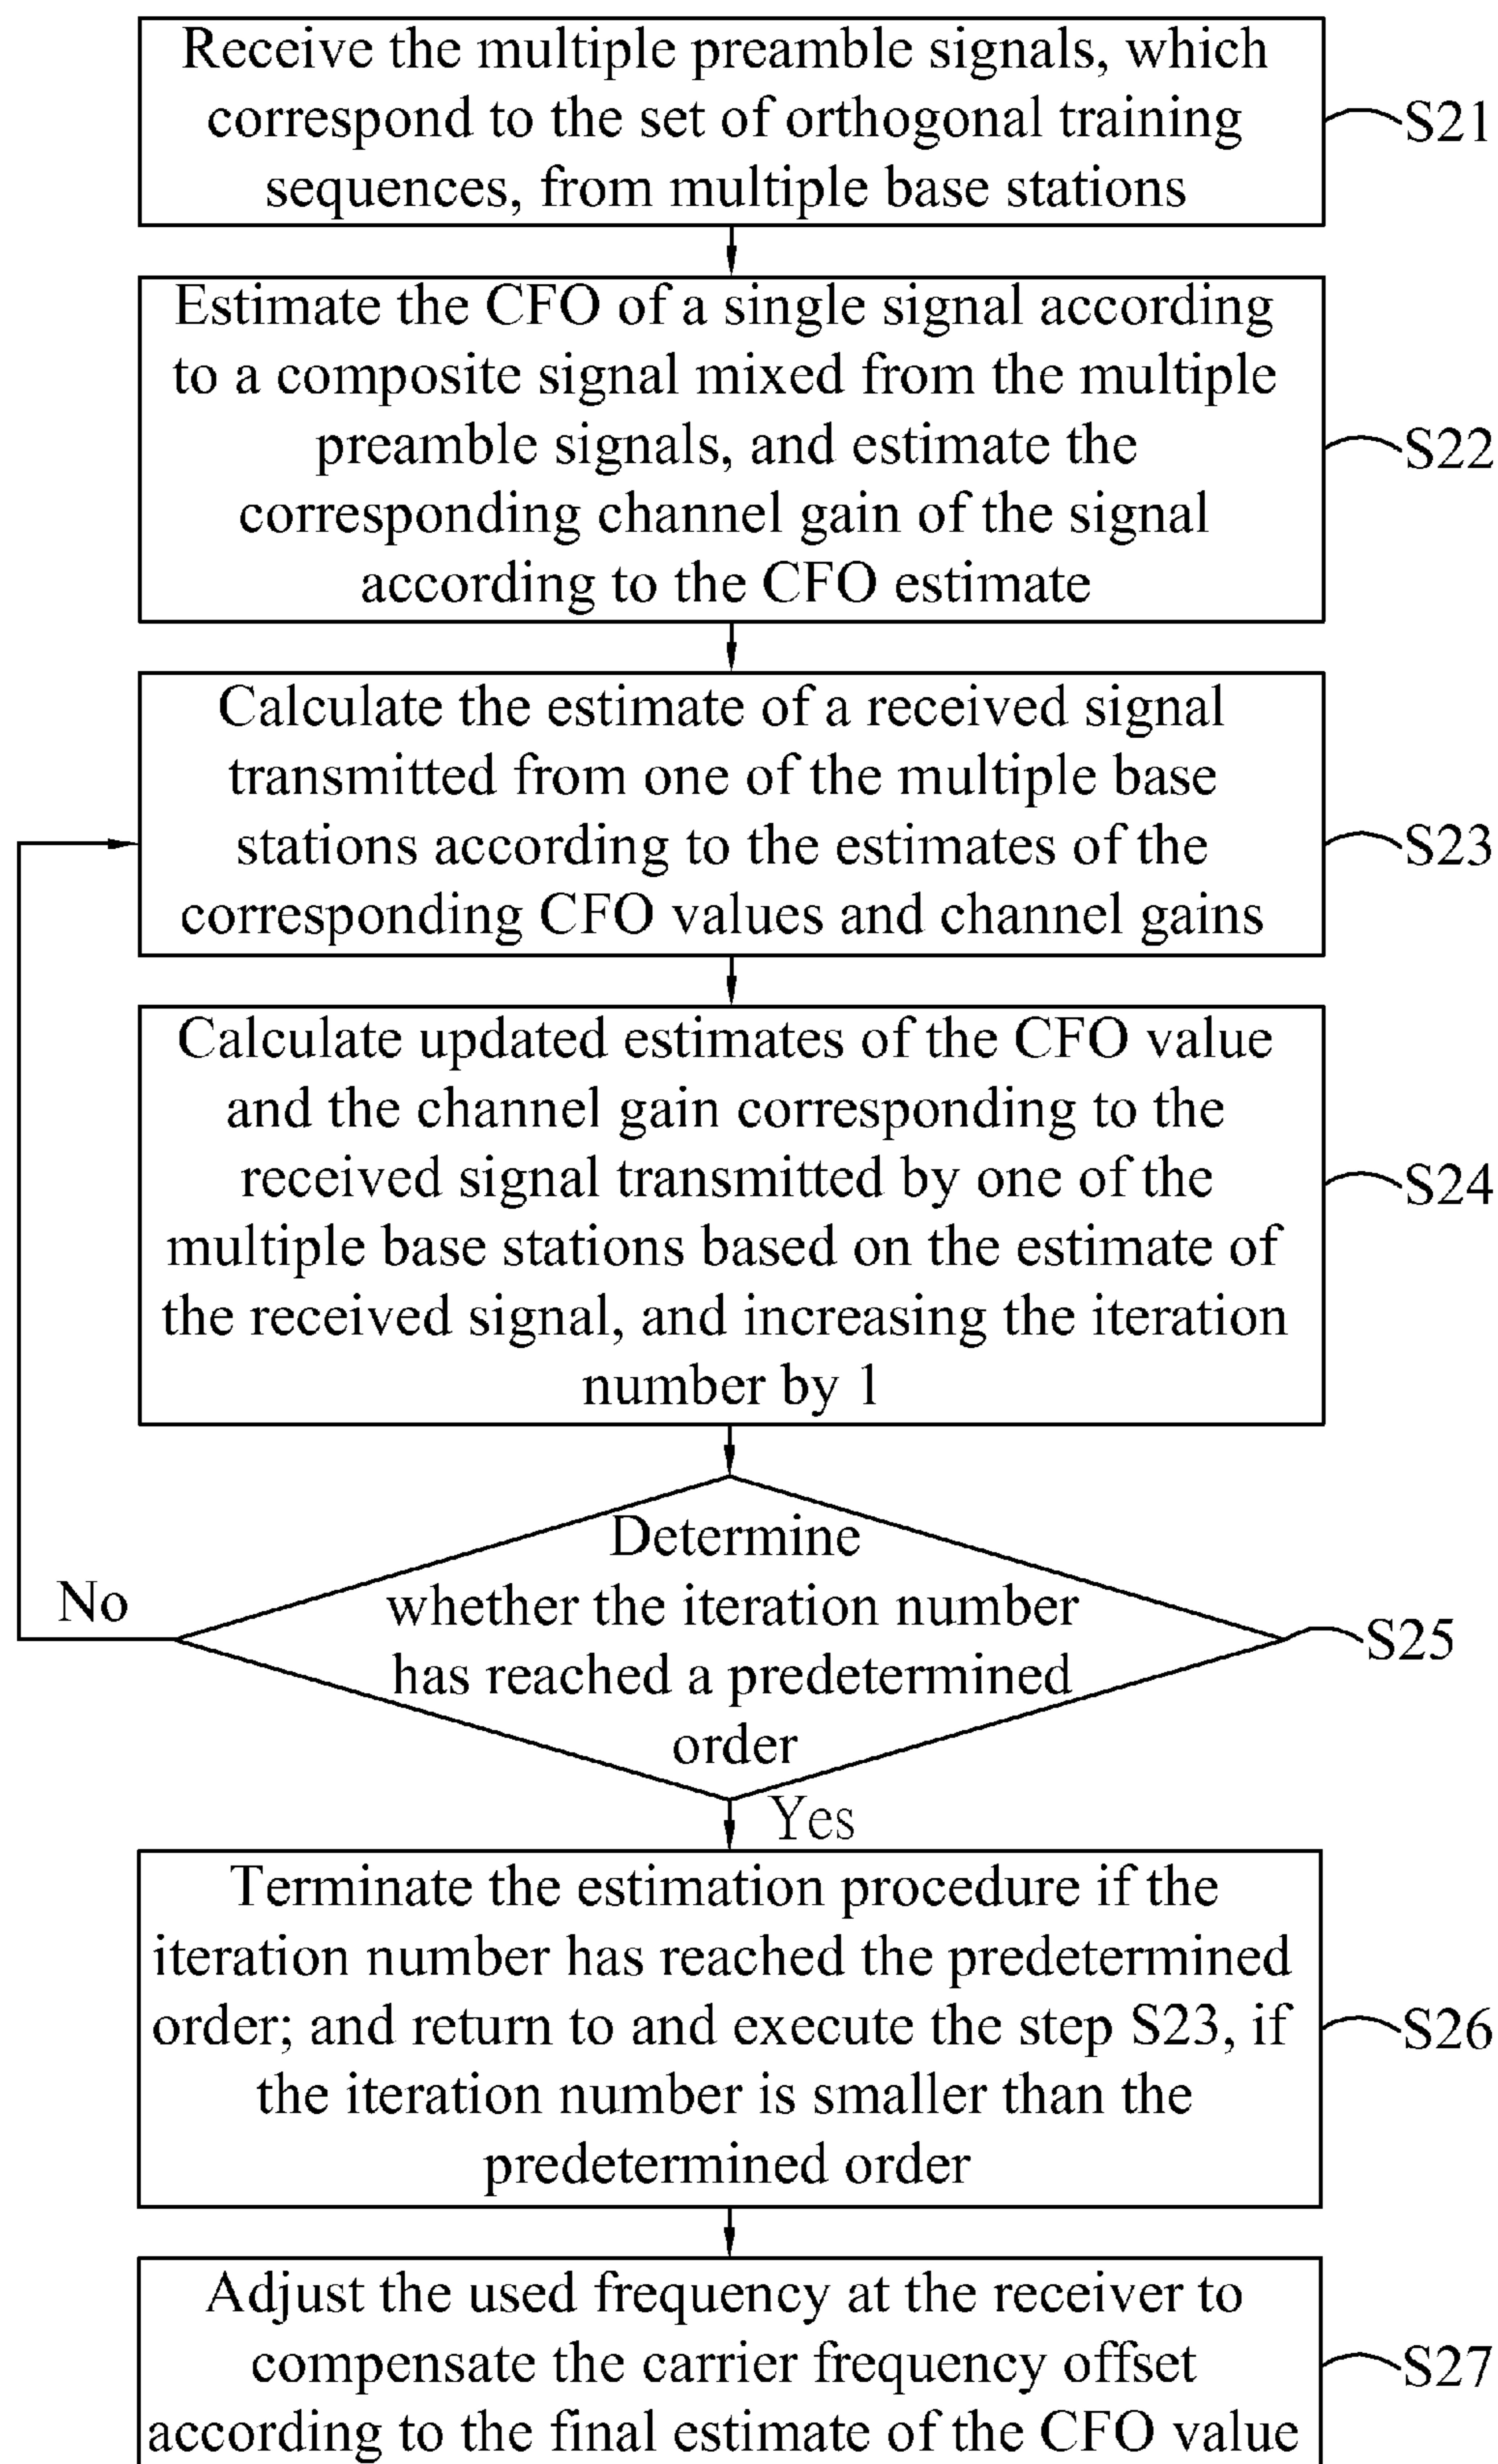 Receive the multiple preamble signals, which
correspond to the set of orthogonal training
sequences, from multiple base stations
S21
Estimate the CFO of a single signal according
to a composite signal mixed from the multiple
preamble signals, and estimate the
corresponding channel gain of the signal
according to the CFO estimate
S22
Calculate the estimate of a received signal
transmitted from one of the multiple base
stations according to the estimates of the
corresponding CFO values and channel gains
S23
Calculate updated estimates of the CFO value
and the channel gain corresponding to the
received signal transmitted by one of the
multiple base stations based on the estimate of
the received signal, and increasing the iteration
number by 1
S24
Determine
whether the iteration number
has reached a predetermined
order
No
S25
Yes
Terminate the estimation procedure if the
iteration number has reached the predetermined
order; and return to and execute the step S23, if
the iteration number is smaller than the
predetermined order
S26
Adjust the used frequency at the receiver to
compensate the carrier frequency offset
according to the final estimate of the CFO value
S27